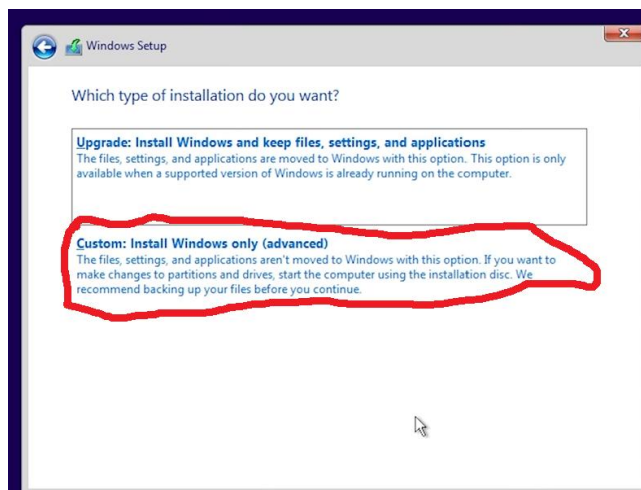 Windows Setup
Which type of installation do you want?
Upgrade: Install Windows and keep files, settings, and applications
The files, settings, and applications are moved to Windows with this option. This option is only
available when a supported version of Windows is already running on the computer.
Custom: Install Windows only (advanced)
The files, settings, and applications aren't moved to Windows with this option. If you want to
make changes to partitions and drives, start the computer using the installation disc. We
recommend backing up your files before you continue.